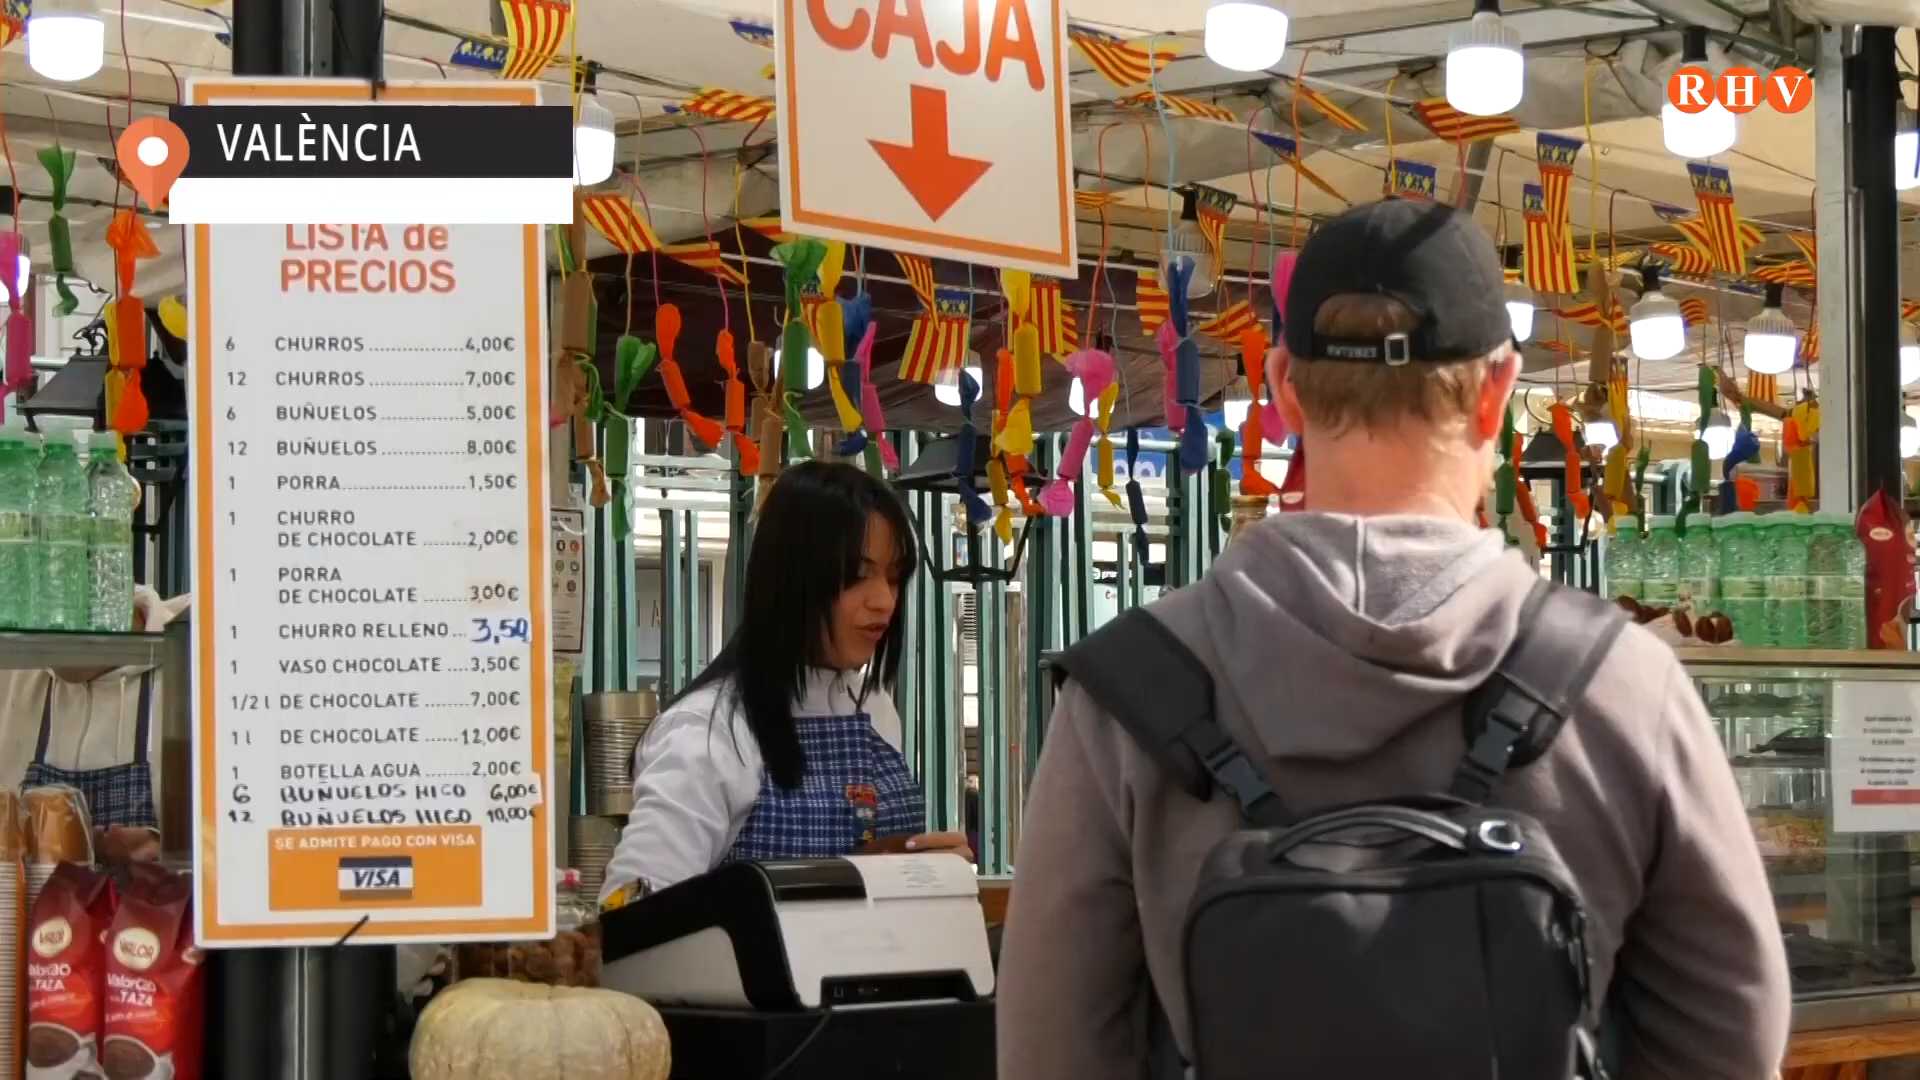 CAJA
RHV
VALÈNCIA
LISTA de
PRECIOS
6 CHURROS ............... 4,00€
12 CHURROS ............... 7,00€
6 BUÑUELOS ............... 5,00€
12 BUÑUELOS ............... 8,00€
1 PORRA ............... 1,50€
1 CHURRO
DE CHOCOLATE ........ 2,00€
1 PORRA
DE CHOCOLATE ........ 3,00€
1 CHURRO RELLENO ... 3,50
1 VASO CHOCOLATE .... 3,50€
1/2 l DE CHOCOLATE ....... 7,00€
1 l DE CHOCOLATE ...... 12,00€
1 BOTELLA AGUA ....... 2,00€
6 BUÑUELOS HIGO 6,00€
12 BUÑUELOS HIGO 10,00€
SE ADMITE PAGO CON VISA
VISA
VALOR
VALOR
TAZA
TAZA